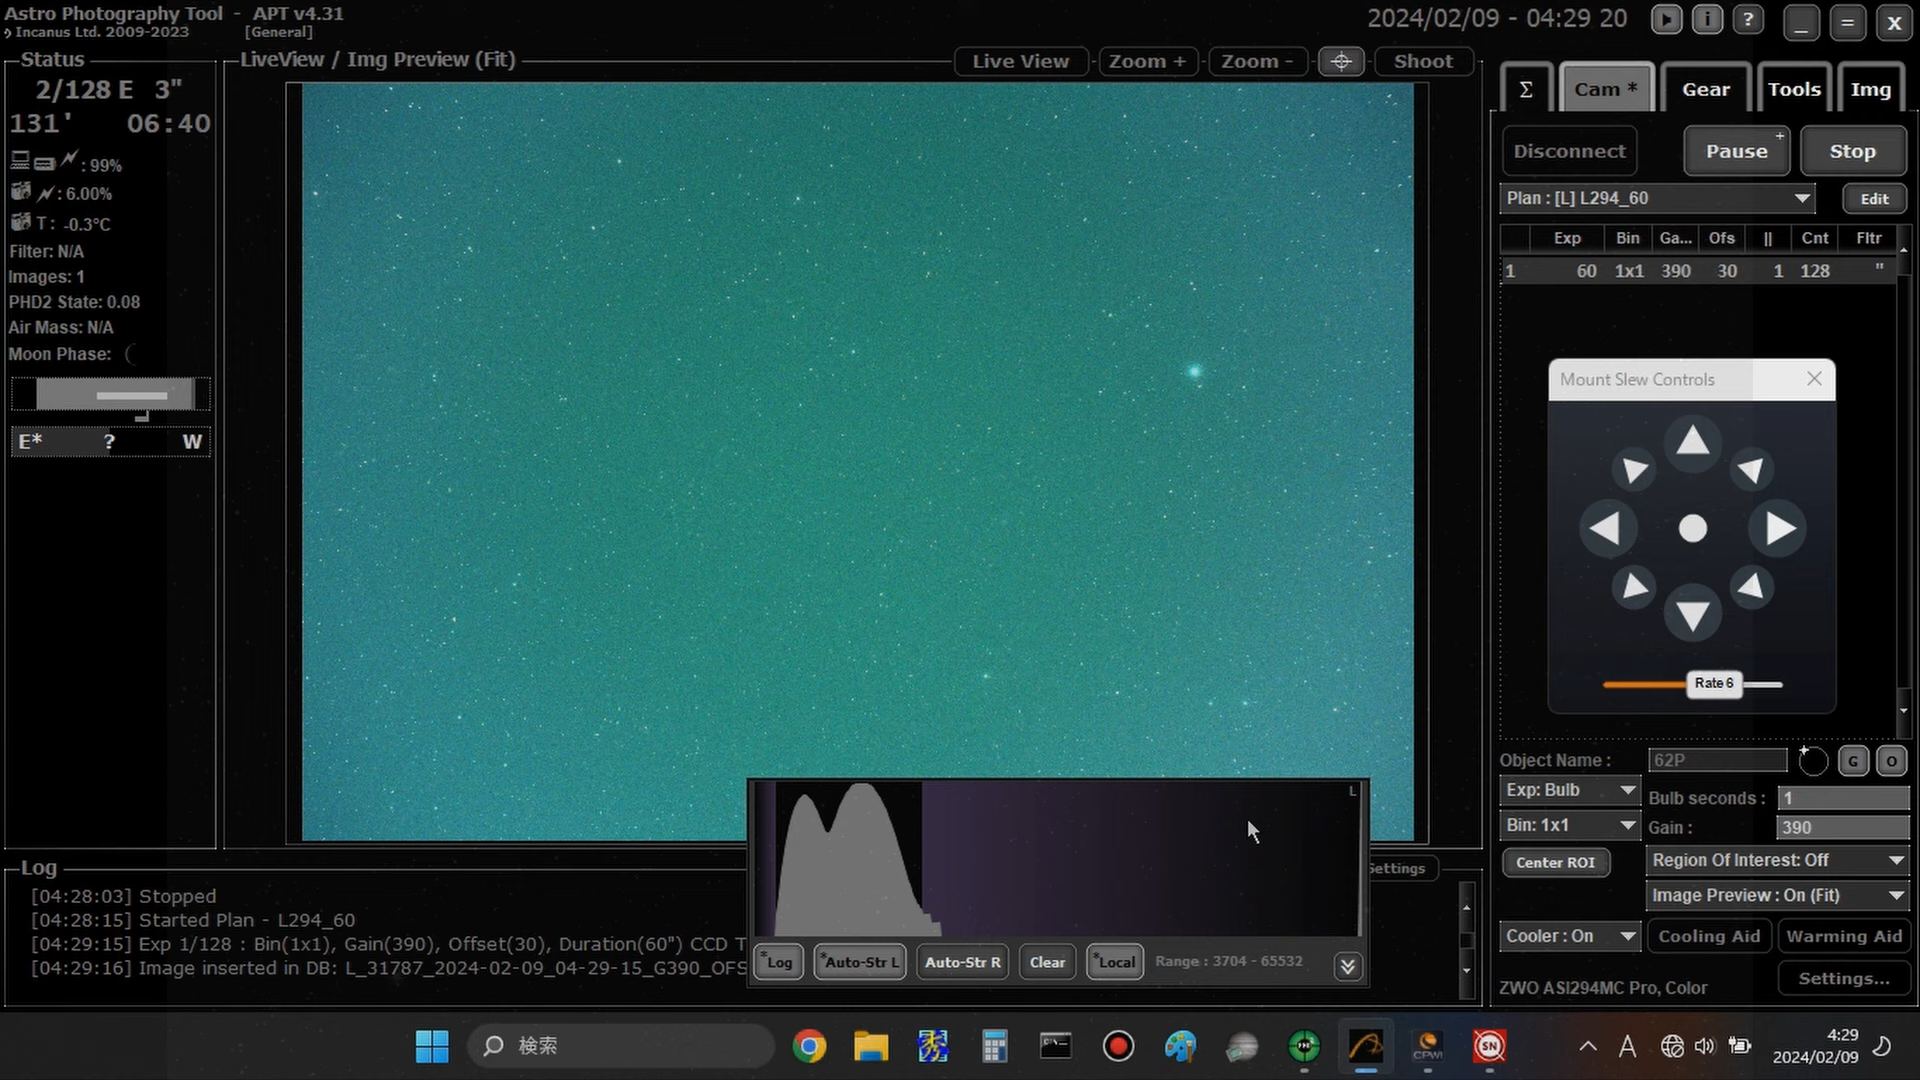 Astro Photography Tool - APT v4.31
Incanus Ltd. 2009-2023 [General]
2024/02/09 - 04:29 20
i ? _ = X
Status
2/128 E 3"
131' 06:40
: 99%
: 6.00%
T : -0.3°C
Filter: N/A
Images: 1
PHD2 State: 0.08
Air Mass: N/A
Moon Phase:
E* ? W
LiveView / Img Preview (Fit)
Live View Zoom + Zoom - Shoot
Σ Cam * Gear Tools Img
Disconnect Pause + Stop
Plan : [L] L294_60 Edit
Exp Bin Ga... Ofs || Cnt Fltr
1 60 1x1 390 30 1 128 "
Mount Slew Controls
Rate 6
Object Name : 62P G O
Exp: Bulb Bulb seconds : 1
Bin: 1x1 Gain : 390
Center ROI Region Of Interest: Off
Image Preview : On (Fit)
Cooler : On Cooling Aid Warming Aid
ZWO ASI294MC Pro, Color Settings...
Log
[04:28:03] Stopped
[04:28:15] Started Plan - L294_60
[04:29:15] Exp 1/128 : Bin(1x1), Gain(390), Offset(30), Duration(60") CCD T
[04:29:16] Image inserted in DB: L_31787_2024-02-09_04-29-15_G390_OFS
Settings
L
*Log *Auto-Str L Auto-Str R Clear *Local Range : 3704 - 65532
検索
CPWI
SN
A
4:29
2024/02/09